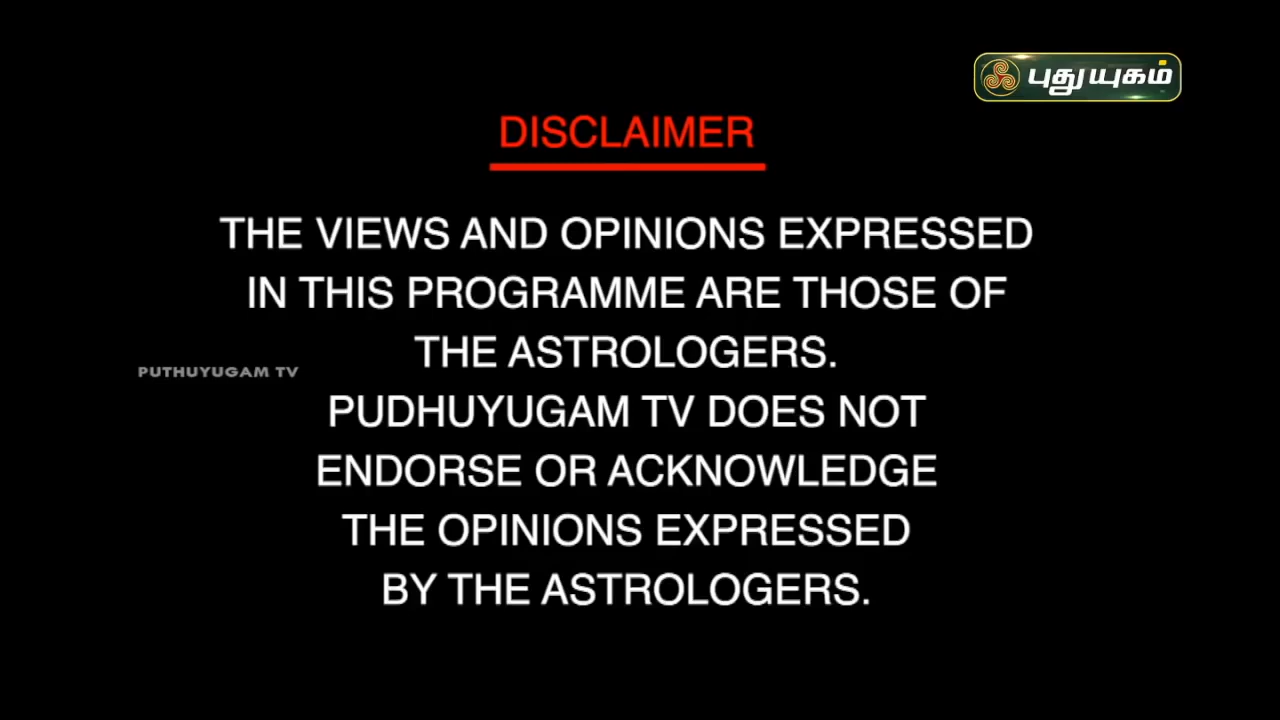 புதுயுகம்
DISCLAIMER
THE VIEWS AND OPINIONS EXPRESSED
IN THIS PROGRAMME ARE THOSE OF
THE ASTROLOGERS.
PUTHUYUGAM TV
PUDHUYUGAM TV DOES NOT
ENDORSE OR ACKNOWLEDGE
THE OPINIONS EXPRESSED
BY THE ASTROLOGERS.